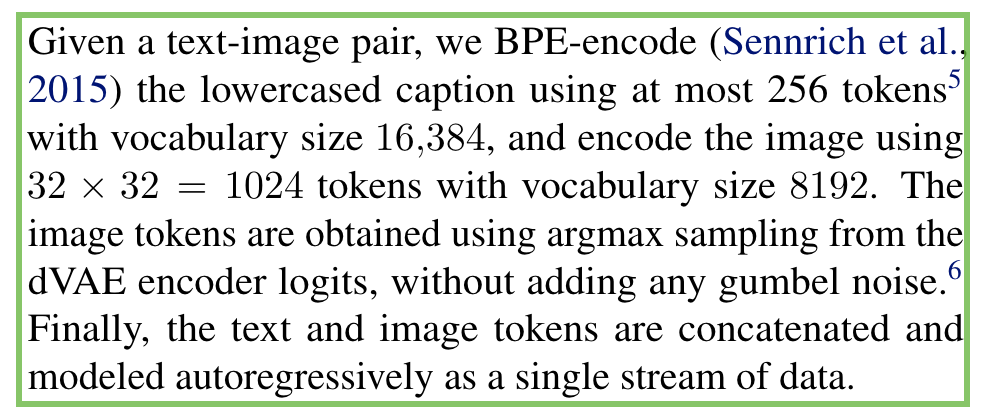 Given a text-image pair, we BPE-encode (Sennrich et al.,
2015) the lowercased caption using at most 256 tokens⁵
with vocabulary size 16,384, and encode the image using
32 × 32 = 1024 tokens with vocabulary size 8192. The
image tokens are obtained using argmax sampling from the
dVAE encoder logits, without adding any gumbel noise.⁶
Finally, the text and image tokens are concatenated and
modeled autoregressively as a single stream of data.